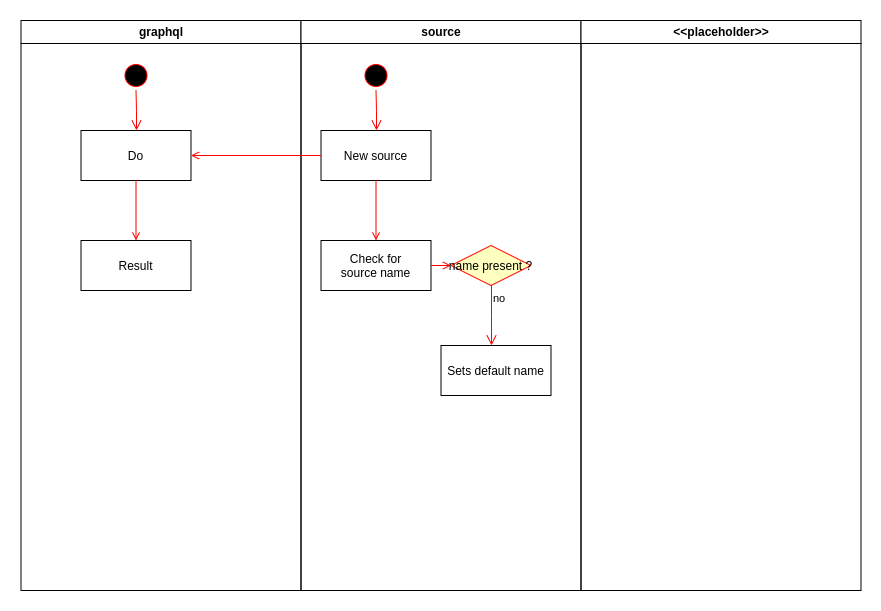 graphql
source
<<placeholder>>
Do
New source
Result
Check for
source name
name present ?
no
Sets default name